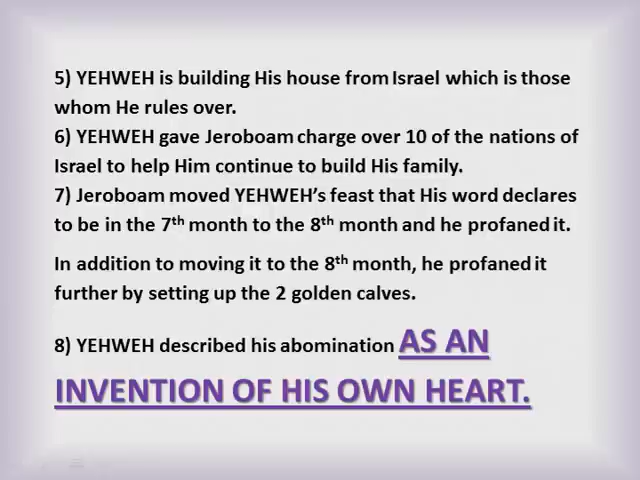 5) YEHWEH is building His house from Israel which is those
whom He rules over.
6) YEHWEH gave Jeroboam charge over 10 of the nations of
Israel to help Him continue to build His family.
7) Jeroboam moved YEHWEH’s feast that His word declares
to be in the 7th month to the 8th month and he profaned it.
In addition to moving it to the 8th month, he profaned it
further by setting up the 2 golden calves.
8) YEHWEH described his abomination AS AN
INVENTION OF HIS OWN HEART.